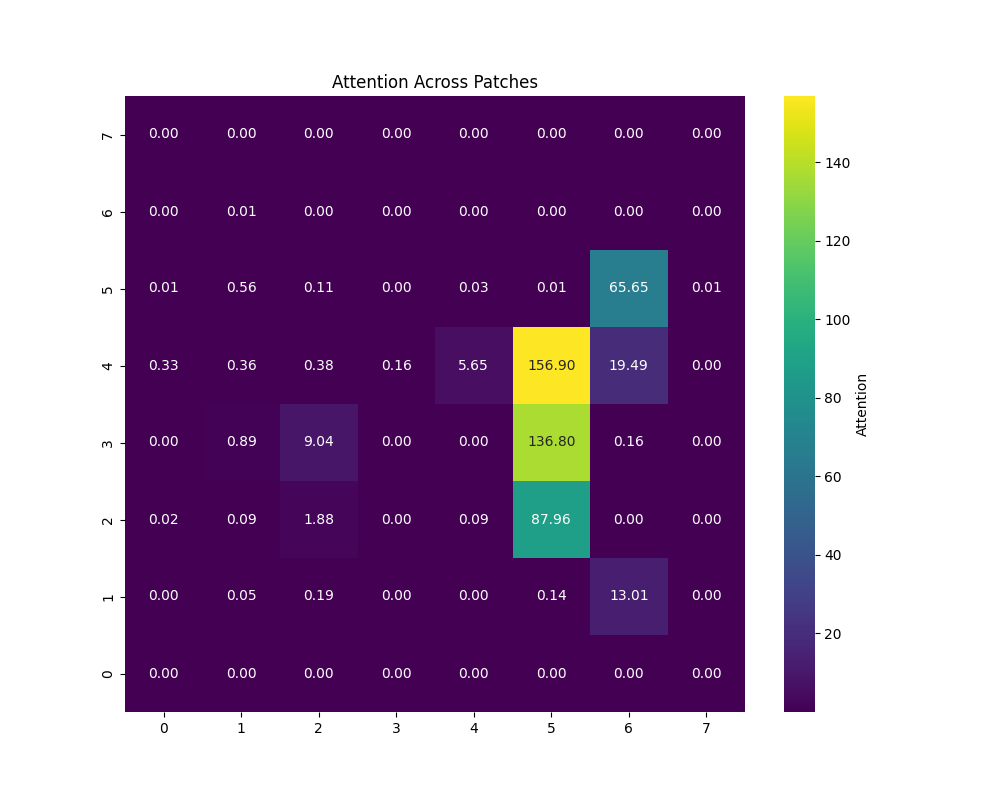 Attention Across Patches
7 0.00 0.00 0.00 0.00 0.00 0.00 0.00 0.00
6 0.00 0.01 0.00 0.00 0.00 0.00 0.00 0.00
5 0.01 0.56 0.11 0.00 0.03 0.01 65.65 0.01
4 0.33 0.36 0.38 0.16 5.65 156.90 19.49 0.00
3 0.00 0.89 9.04 0.00 0.00 136.80 0.16 0.00
2 0.02 0.09 1.88 0.00 0.09 87.96 0.00 0.00
1 0.00 0.05 0.19 0.00 0.00 0.14 13.01 0.00
0 0.00 0.00 0.00 0.00 0.00 0.00 0.00 0.00
0 1 2 3 4 5 6 7
140
120
100
80
60
40
20
Attention